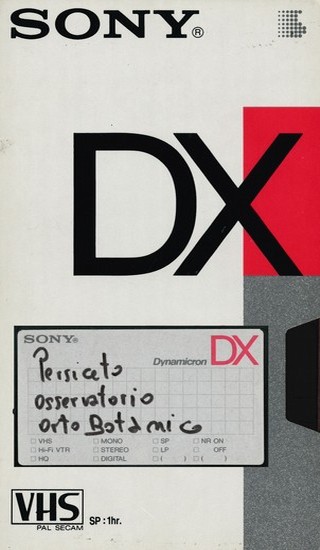 SONY®
DX
SONY®
Dynamicron DX
Persiceto
osservatorio
orto Botanico
□ VHS □ MONO □ SP □ NR ON
□ Hi-Fi VTR □ STEREO □ LP □ OFF
□ HQ □ DIGITAL □ ( ) □ ( )
VHS
PAL SECAM
SP : 1hr.